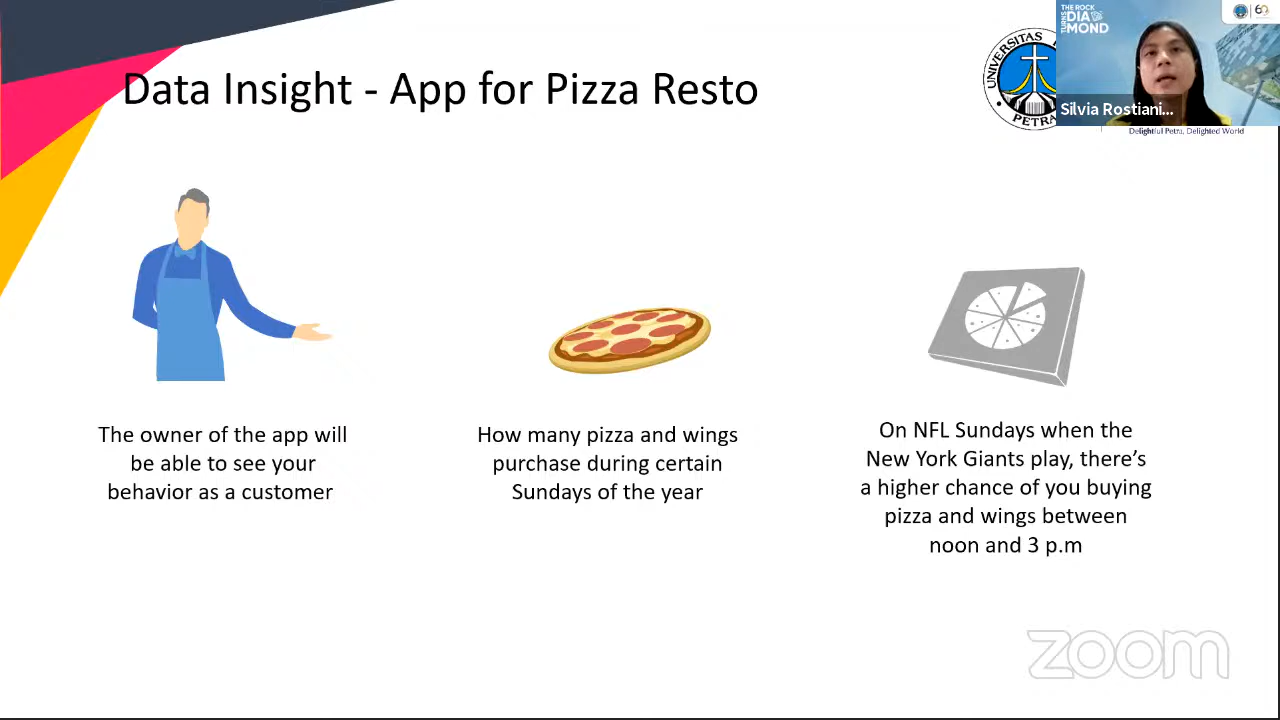 Data Insight - App for Pizza Resto
UNIVERSITAS
PETRA
THE ROCK
TURNS
DIA
MOND
60
Silvia Rostiani...
Delightful Petra, Delighted World
The owner of the app will
be able to see your
behavior as a customer
How many pizza and wings
purchase during certain
Sundays of the year
On NFL Sundays when the
New York Giants play, there's
a higher chance of you buying
pizza and wings between
noon and 3 p.m
zoom